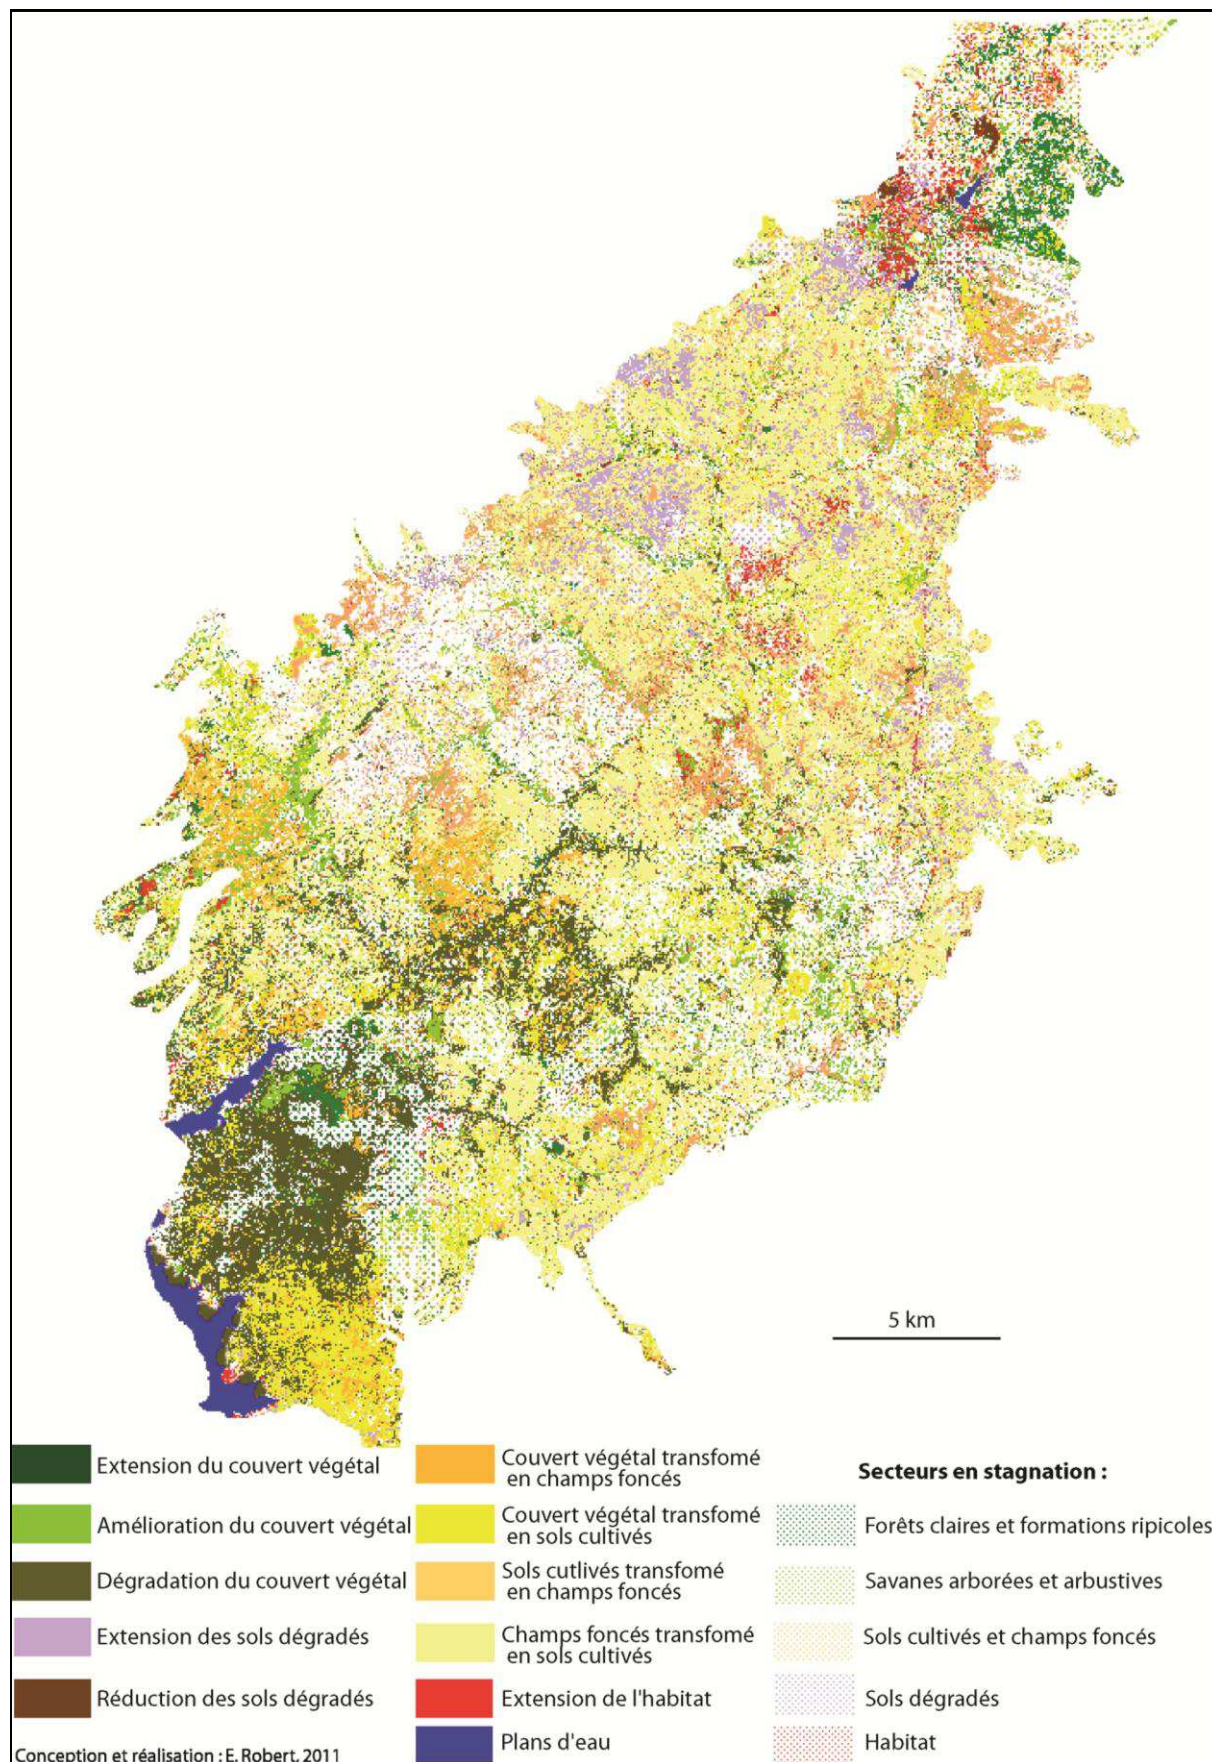 5 km
Extension du couvert végétal
Amélioration du couvert végétal
Dégradation du couvert végétal
Extension des sols dégradés
Réduction des sols dégradés
Couvert végétal transfomé
en champs foncés
Couvert végétal transfomé
en sols cultivés
Sols cutlivés transfomé
en champs foncés
Champs foncés transfomé
en sols cultivés
Extension de l'habitat
Plans d'eau
Secteurs en stagnation :
Forêts claires et formations ripicoles
Savanes arborées et arbustives
Sols cultivés et champs foncés
Sols dégradés
Habitat
Conception et réalisation : E. Robert, 2011